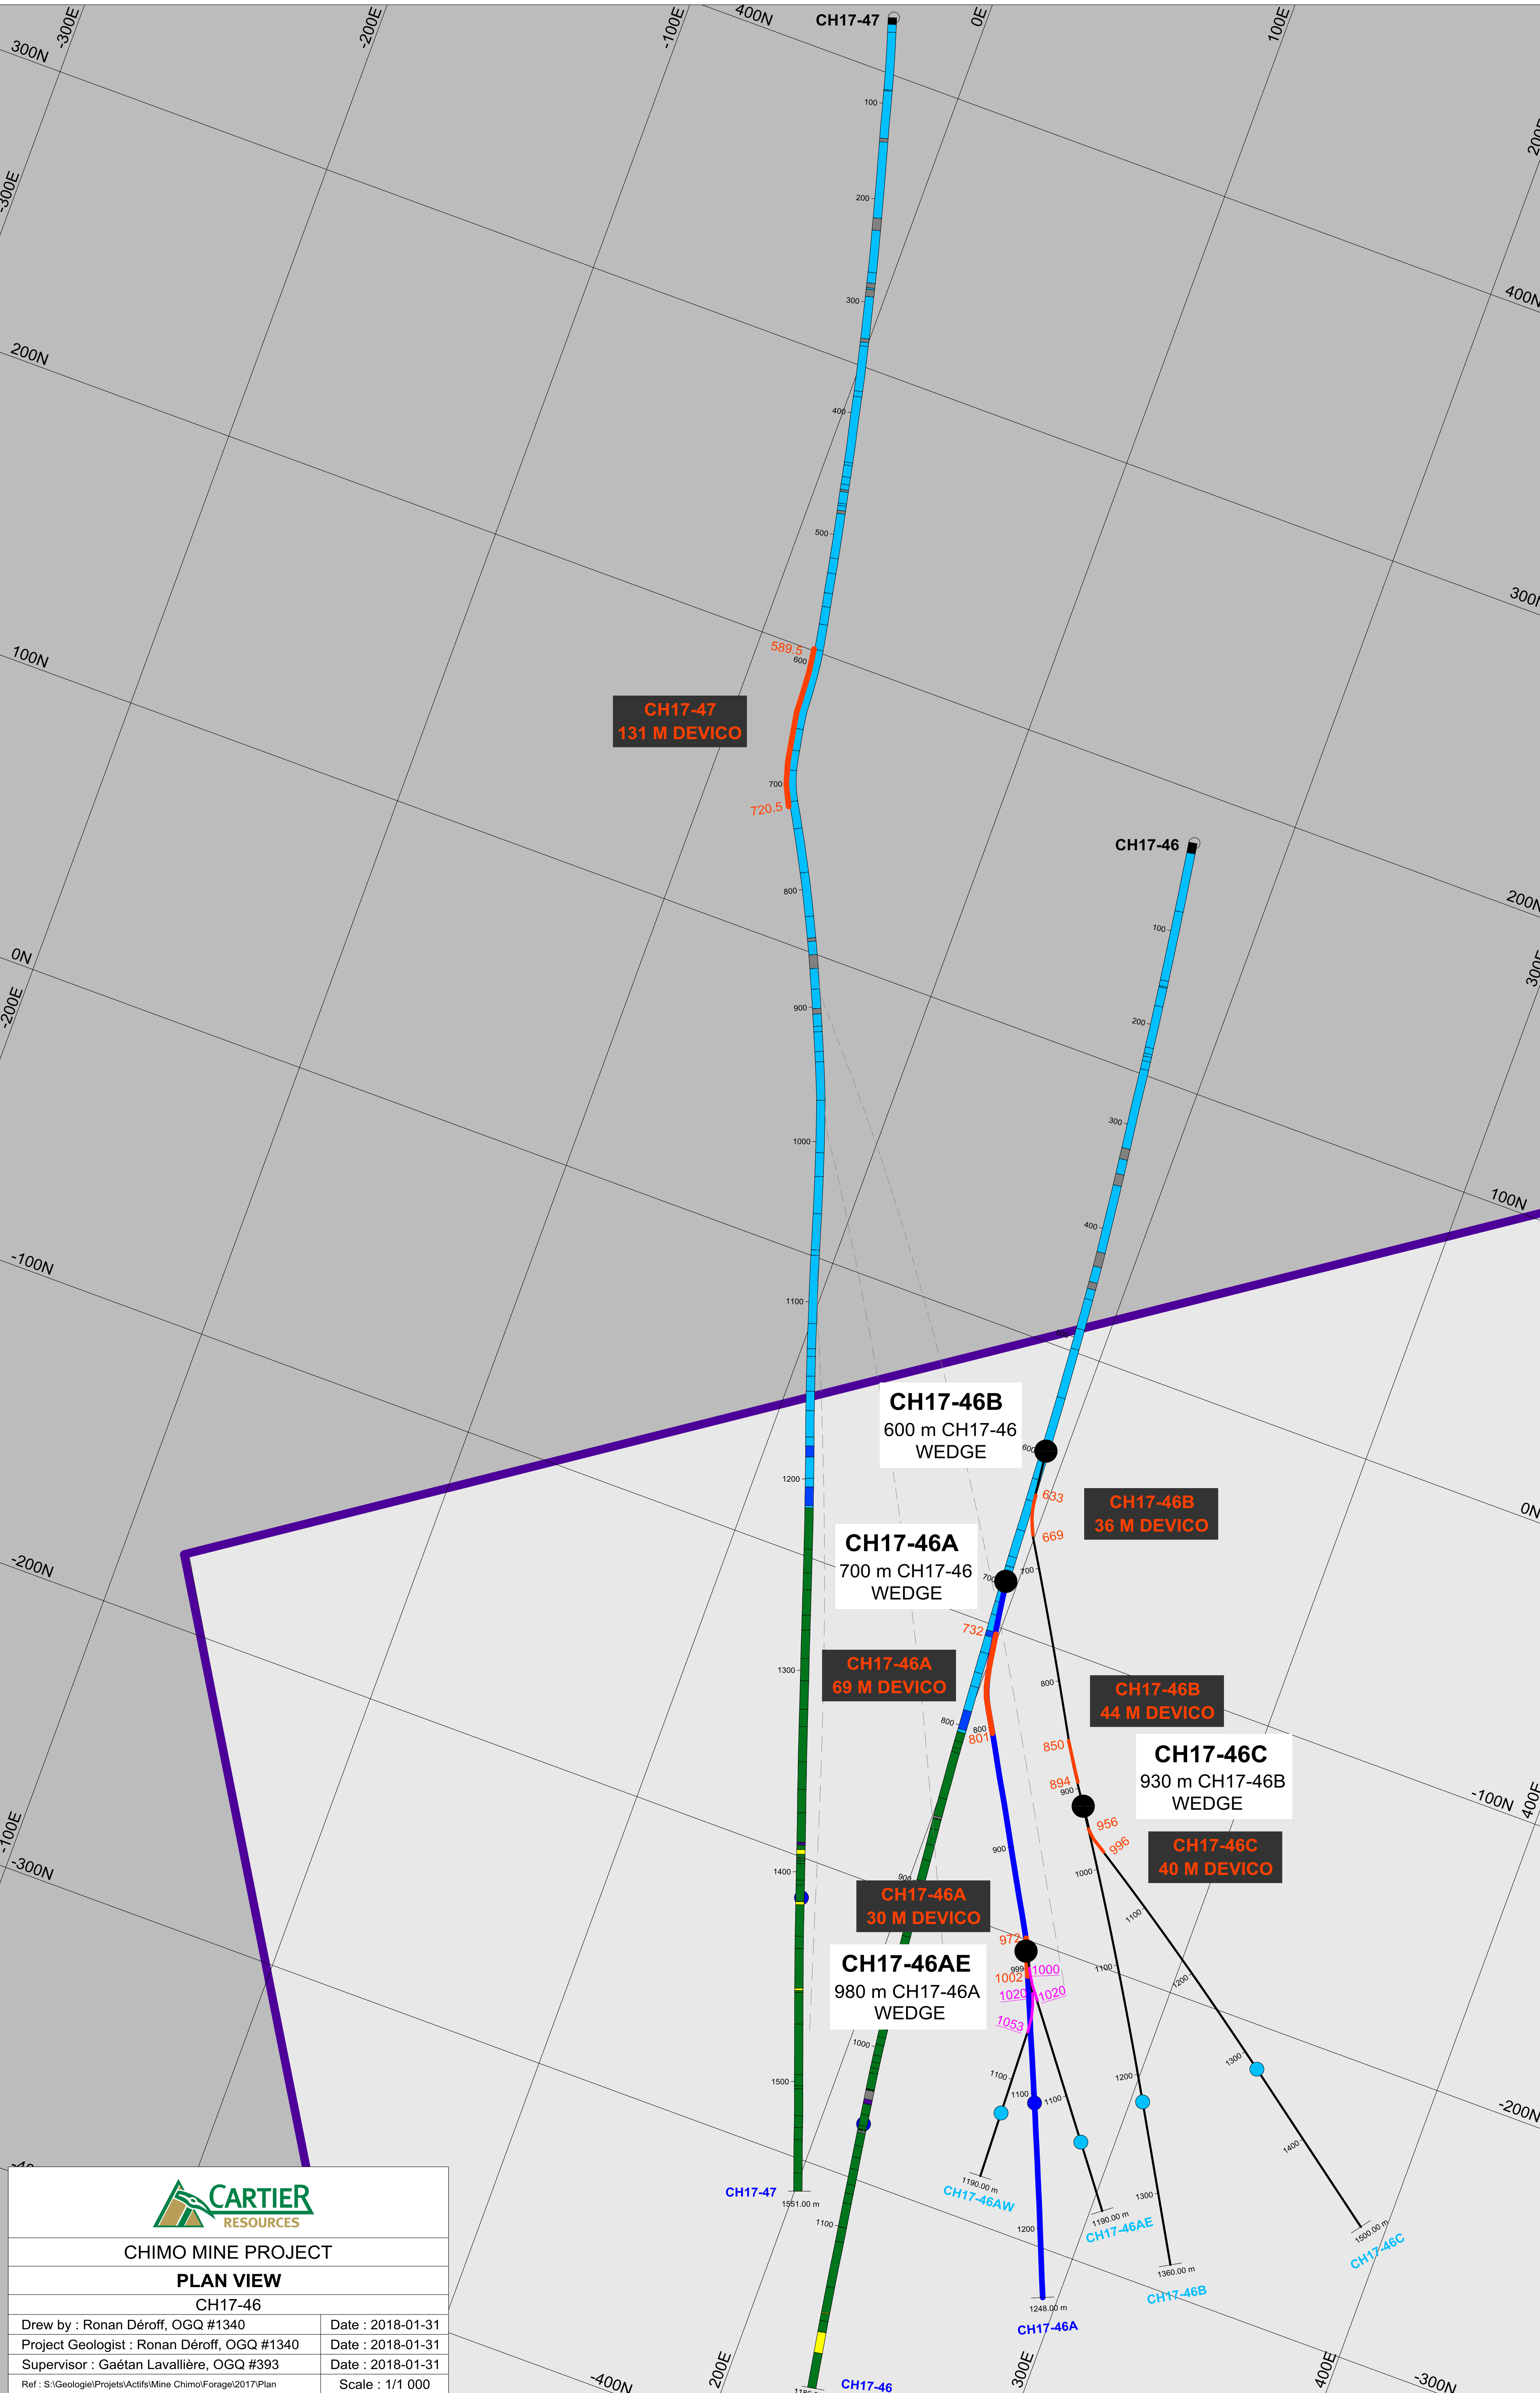 -300E
-200E
-100E
400N
CH17-47
0E
100E
200E
300N
-300E
100
200
300
400N
200N
400
500
300N
589.5
600
100N
CH17-47
131 M DEVICO
700
720.5
CH17-46
800
200N
100
0N
300E
-200E
900
200
300
1000
100N
400
-100N
1100
CH17-46B
600 m CH17-46
WEDGE
600
1200
633
CH17-46B
36 M DEVICO
0N
669
CH17-46A
700 m CH17-46
WEDGE
700
700
-200N
732
1300
CH17-46A
69 M DEVICO
800
CH17-46B
44 M DEVICO
800
800
801
850
CH17-46C
930 m CH17-46B
WEDGE
894
900
-100N
400E
-100E
956
996
CH17-46C
40 M DEVICO
900
-300N
1400
900
1000
CH17-46A
30 M DEVICO
1100
972
CH17-46AE
980 m CH17-46A
WEDGE
999
1000
1002
1100
1200
1020
1020
1053
1000
1300
1500
1100
1100
1100
1200
-200N
1400
1190.00 m
CH17-46AW
CH17-47
1551.00 m
1300
1190.00 m
CH17-46AE
1100
1200
1500.00 m
CH17-46C
1360.00 m
CH17-46B
1248.00 m
CH17-46A
CARTIER
RESOURCES
CHIMO MINE PROJECT
PLAN VIEW
CH17-46
Drew by : Ronan Déroff, OGQ #1340 Date : 2018-01-31
Project Geologist : Ronan Déroff, OGQ #1340 Date : 2018-01-31
Supervisor : Gaétan Lavallière, OGQ #393 Date : 2018-01-31
Ref : S:\Geologie\Projets\Actifs\Mine Chimo\Forage\2017\Plan Scale : 1/1 000
-400N
200E
CH17-46
300E
400E
-300N